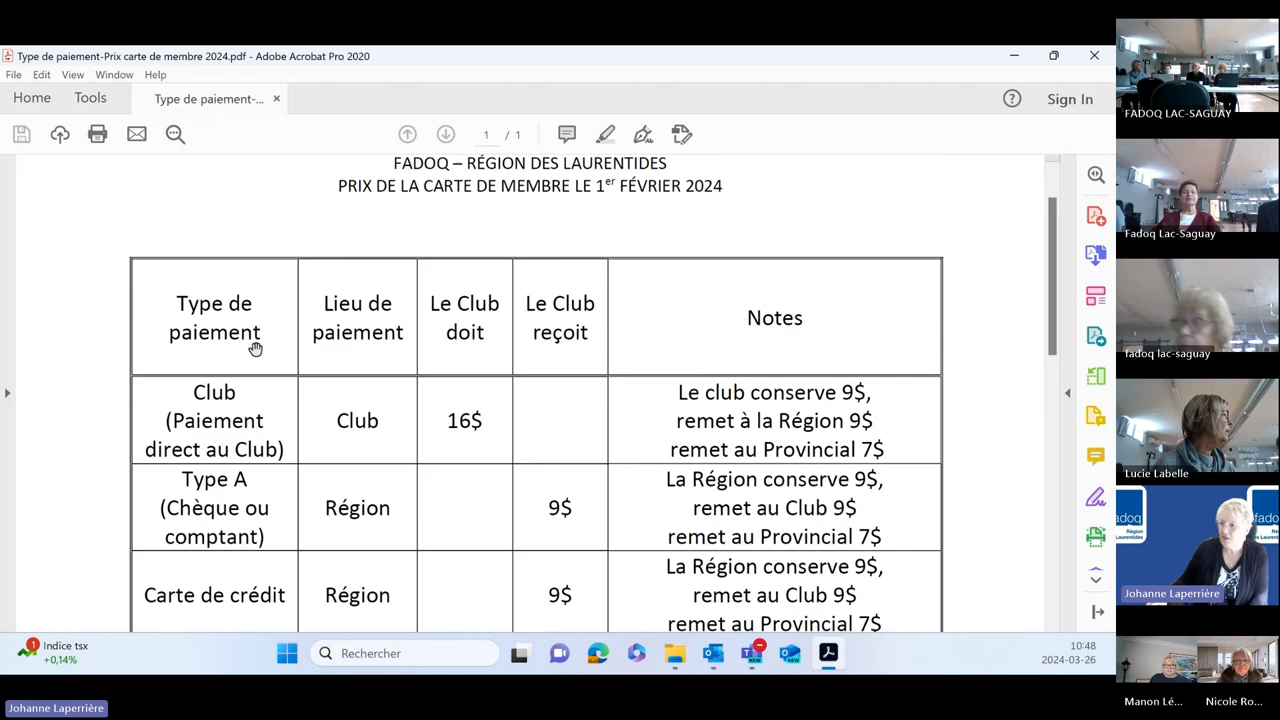 Type de paiement-Prix carte de membre 2024.pdf - Adobe Acrobat Pro 2020
File Edit View Window Help
Home Tools Type de paiement-... × Sign In
1 / 1
FADOQ – RÉGION DES LAURENTIDES
PRIX DE LA CARTE DE MEMBRE LE 1er FÉVRIER 2024
Type de
paiement
Lieu de
paiement
Le Club
doit
Le Club
reçoit
Notes
Club
(Paiement
direct au Club)
Club
16$
Le club conserve 9$,
remet à la Région 9$
remet au Provincial 7$
Type A
(Chèque ou
comptant)
Région
9$
La Région conserve 9$,
remet au Club 9$
remet au Provincial 7$
Carte de crédit
Région
9$
La Région conserve 9$,
remet au Club 9$
remet au Provincial 7$
1
Indice tsx
+0,14%
Rechercher
NEW
NEW
10:48
2024-03-26
Johanne Laperrière
FADOQ LAC-SAGUAY
Fadoq Lac-Saguay
fadoq lac-saguay
Lucie Labelle
adoq
Région
Laurentides
fadoq
Johanne Laperrière
Manon Lé...
Nicole Ro...